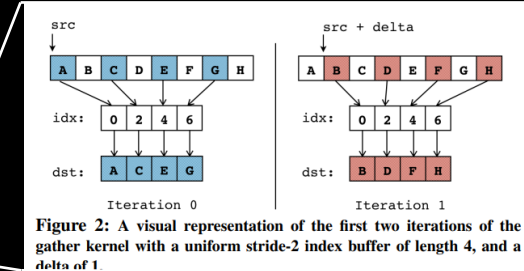 src
A B C D E F G H
idx: 0 2 4 6
dst: A C E G
Iteration 0
src + delta
A B C D E F G H
idx: 0 2 4 6
dst: B D F H
Iteration 1
Figure 2: A visual representation of the first two iterations of the
gather kernel with a uniform stride-2 index buffer of length 4, and a
delta of 1.